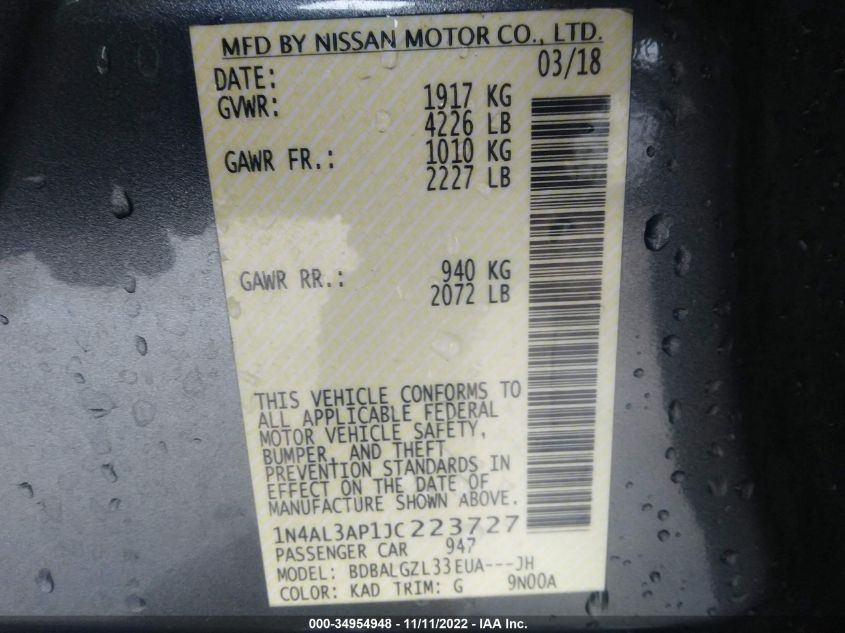 MFD BY NISSAN MOTOR CO., LTD.
DATE: 03/18
GVWR: 1917 KG
4226 LB
GAWR FR.: 1010 KG
2227 LB
GAWR RR.: 940 KG
2072 LB
THIS VEHICLE CONFORMS TO
ALL APPLICABLE FEDERAL
MOTOR VEHICLE SAFETY,
BUMPER, AND THEFT
PREVENTION STANDARDS IN
EFFECT ON THE DATE OF
MANUFACTURE SHOWN ABOVE.
1N4AL3AP1JC223727
PASSENGER CAR 947
MODEL: BDBALGZL33EUA---JH
COLOR: KAD TRIM: G 9N00A
000-34954948 - 11/11/2022 - IAA Inc.